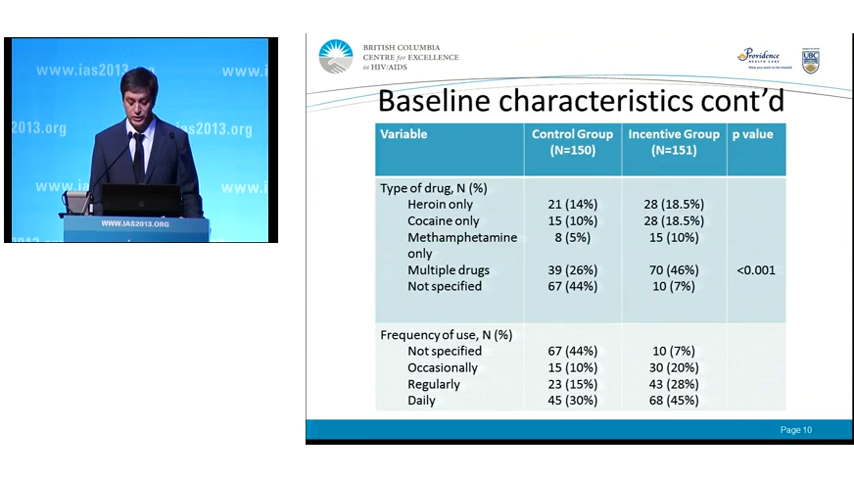 www.ias2013.org
www.i
2013.org
as2013.org
www.i
www.i
WWW.IAS2013.ORG
BRITISH COLUMBIA
CENTRE for EXCELLENCE
in HIV/AIDS
Providence
HEALTH CARE
UBC
Baseline characteristics cont'd
Variable Control Group (N=150) Incentive Group (N=151) p value
Type of drug, N (%)
Heroin only 21 (14%) 28 (18.5%)
Cocaine only 15 (10%) 28 (18.5%)
Methamphetamine only 8 (5%) 15 (10%)
Multiple drugs 39 (26%) 70 (46%) <0.001
Not specified 67 (44%) 10 (7%)
Frequency of use, N (%)
Not specified 67 (44%) 10 (7%)
Occasionally 15 (10%) 30 (20%)
Regularly 23 (15%) 43 (28%)
Daily 45 (30%) 68 (45%)
Page 10